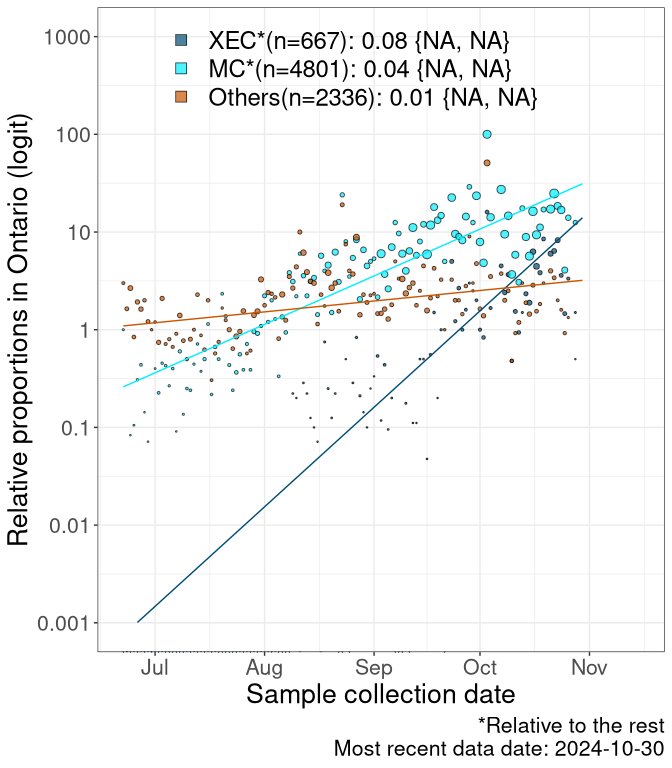 XEC*(n=667): 0.08 {NA, NA}
MC*(n=4801): 0.04 {NA, NA}
Others(n=2336): 0.01 {NA, NA}
Relative proportions in Ontario (logit)
1000
100
10
1
0.1
0.01
0.001
Jul Aug Sep Oct Nov
Sample collection date
*Relative to the rest
Most recent data date: 2024-10-30